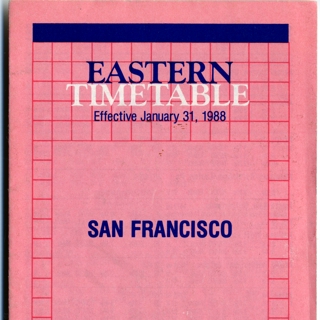 EASTERN
TIMETABLE
Effective January 31, 1988
SAN FRANCISCO